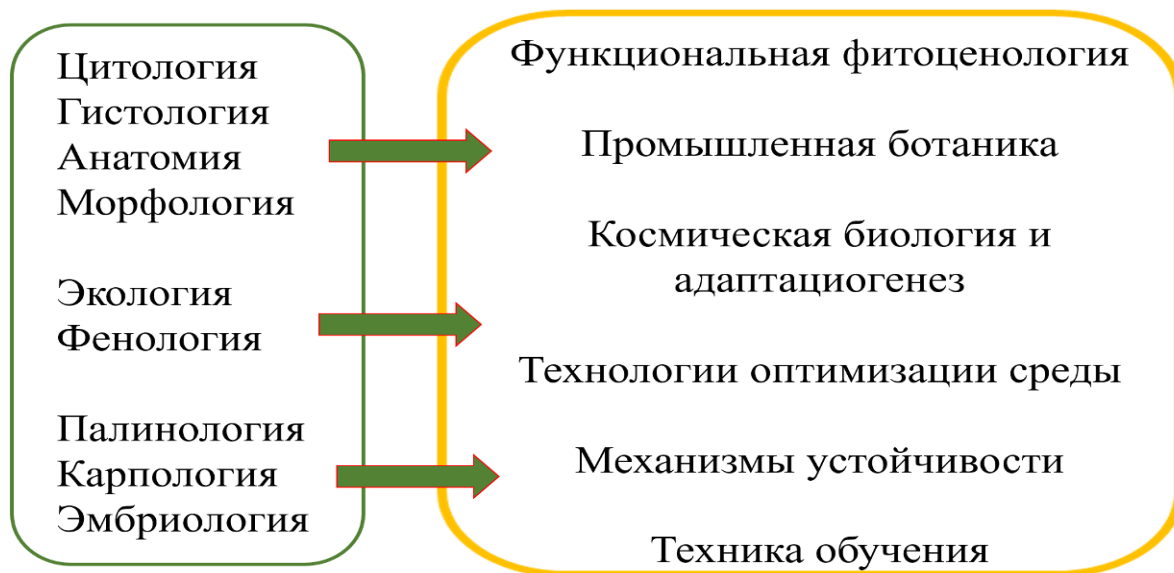 Цитология
Гистология
Анатомия
Морфология
Экология
Фенология
Палинология
Карпология
Эмбриология
Функциональная фитоценология
Промышленная ботаника
Космическая биология и
адаптациогенез
Технологии оптимизации среды
Механизмы устойчивости
Техника обучения